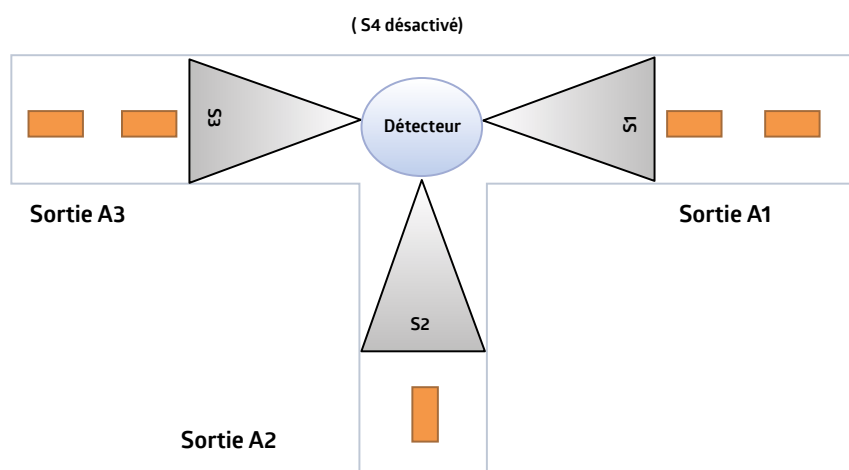 ( S4 désactivé)
S3
Détecteur
S1
Sortie A3
Sortie A1
S2
Sortie A2